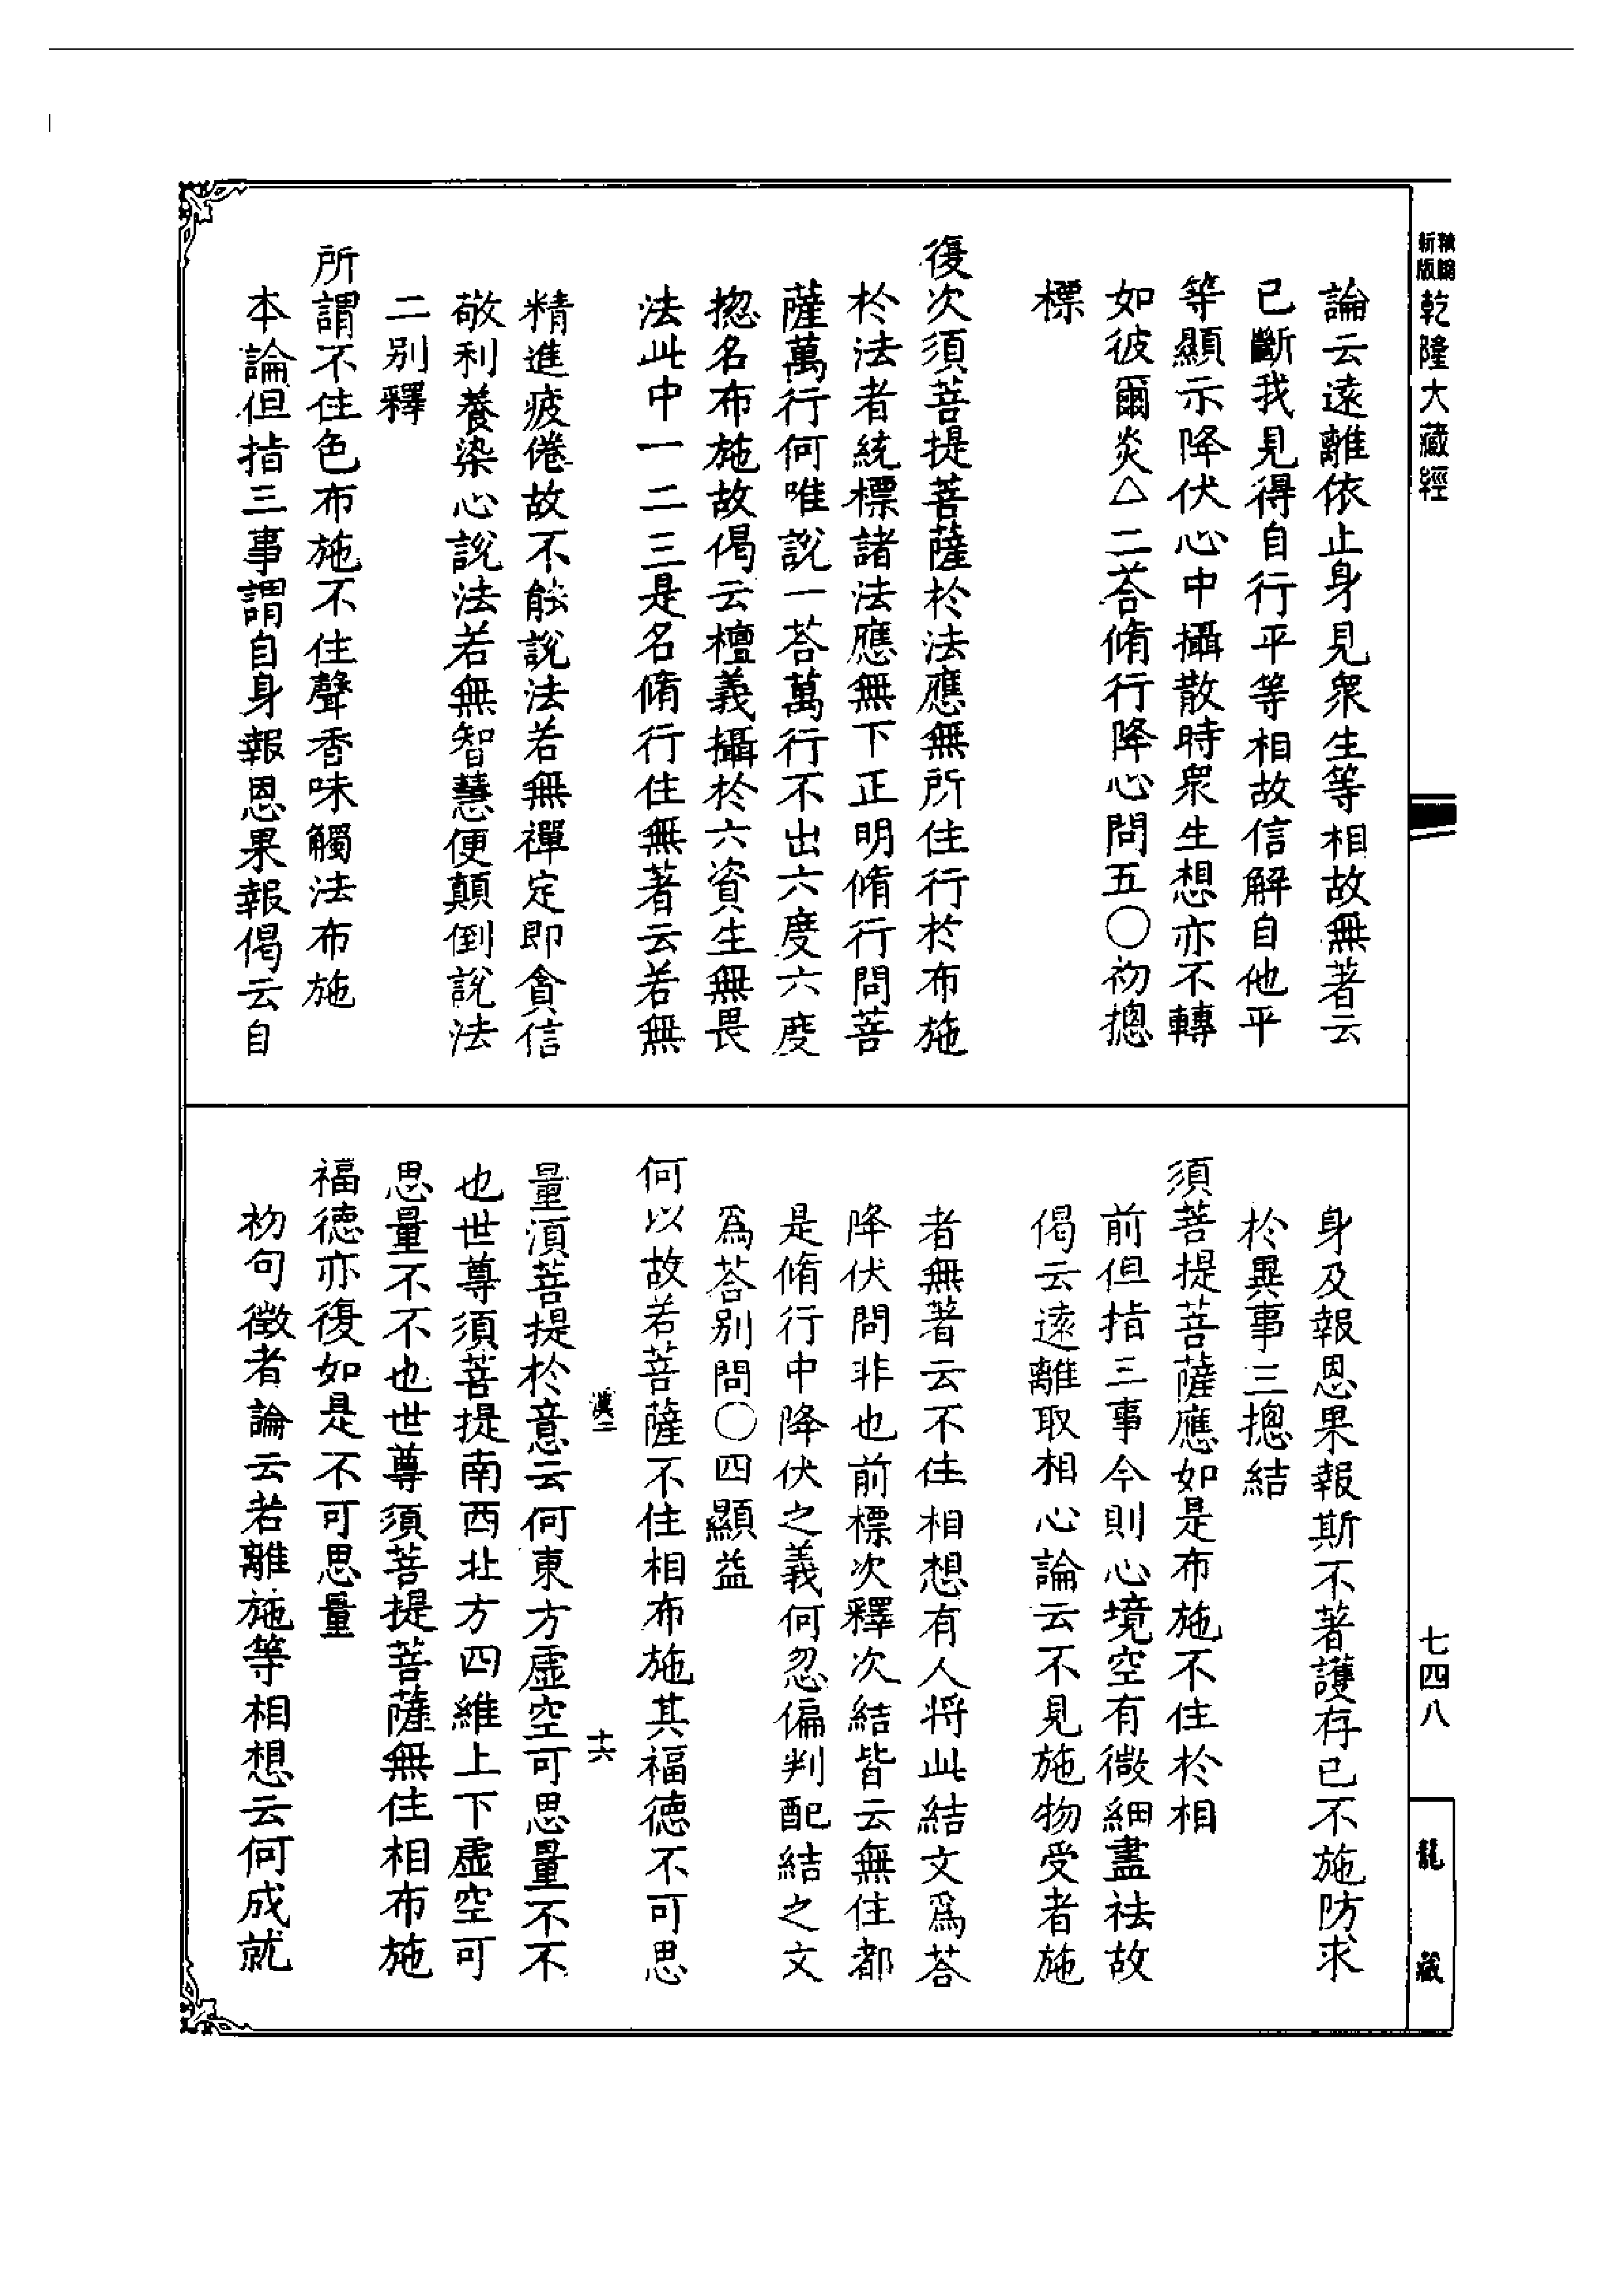 新版精縮乾隆大藏經
論云遠離依止身見衆生等相故無著云
已斷我見得自行平等相故信解自他平
等顯示降伏心中攝散時衆生想亦不轉
如彼爾炎△二荅脩行降心問五○初摠
標
復次須菩提菩薩於法應無所住行於布施
於法者統標諸法應無下正明脩行問菩
薩萬行何唯說一荅萬行不出六度六度
摠名布施故偈云檀義攝於六資生無畏
法此中一二三是名脩行住無著云若無
精進疲倦故不能說法若無禪定即貪信
敬利養染心說法若無智慧便顛倒說法
二別釋
所謂不住色布施不住聲香味觸法布施
本論但指三事謂自身報恩果報偈云自
身及報恩果報斯不著護存已不施防求
於異事三摠結
須菩提菩薩應如是布施不住於相
前但指三事今則心境空有微細盡祛故
偈云遠離取相心論云不見施物受者施
者無著云不住相想有人將此結文爲荅
降伏問非也前標次釋次結皆云無住都
是脩行中降伏之義何忽偏判配結之文
爲荅別問○四顯益
何以故若菩薩不住相布施其福德不可思
漢二
十六
量須菩提於意云何東方虛空可思量不不
也世尊須菩提南西北方四維上下虛空可
思量不不也世尊須菩提菩薩無住相布施
福德亦復如是不可思量
初句徵者論云若離施等相想云何成就
七四八
龍藏